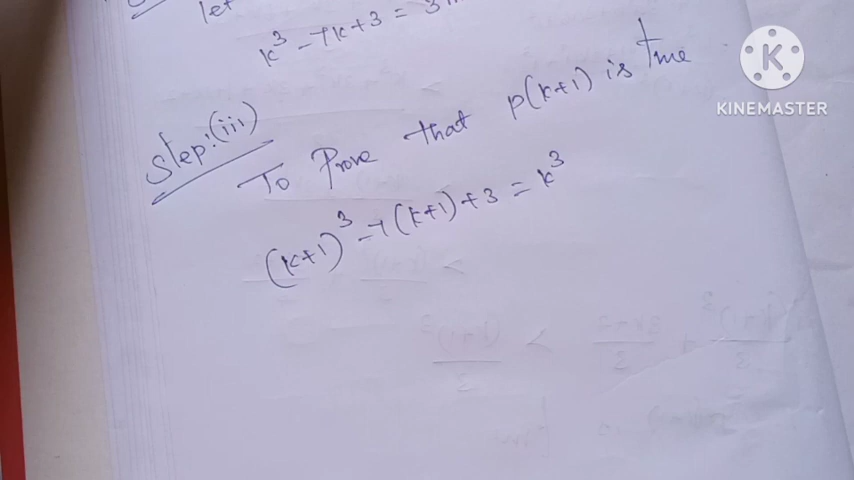 let
k³ - 7k + 3 = 3
Step:(iii)
To Prove that p(k+1) is true
(k+1)³ - 7(k+1) + 3 = k³
K
KINEMASTER